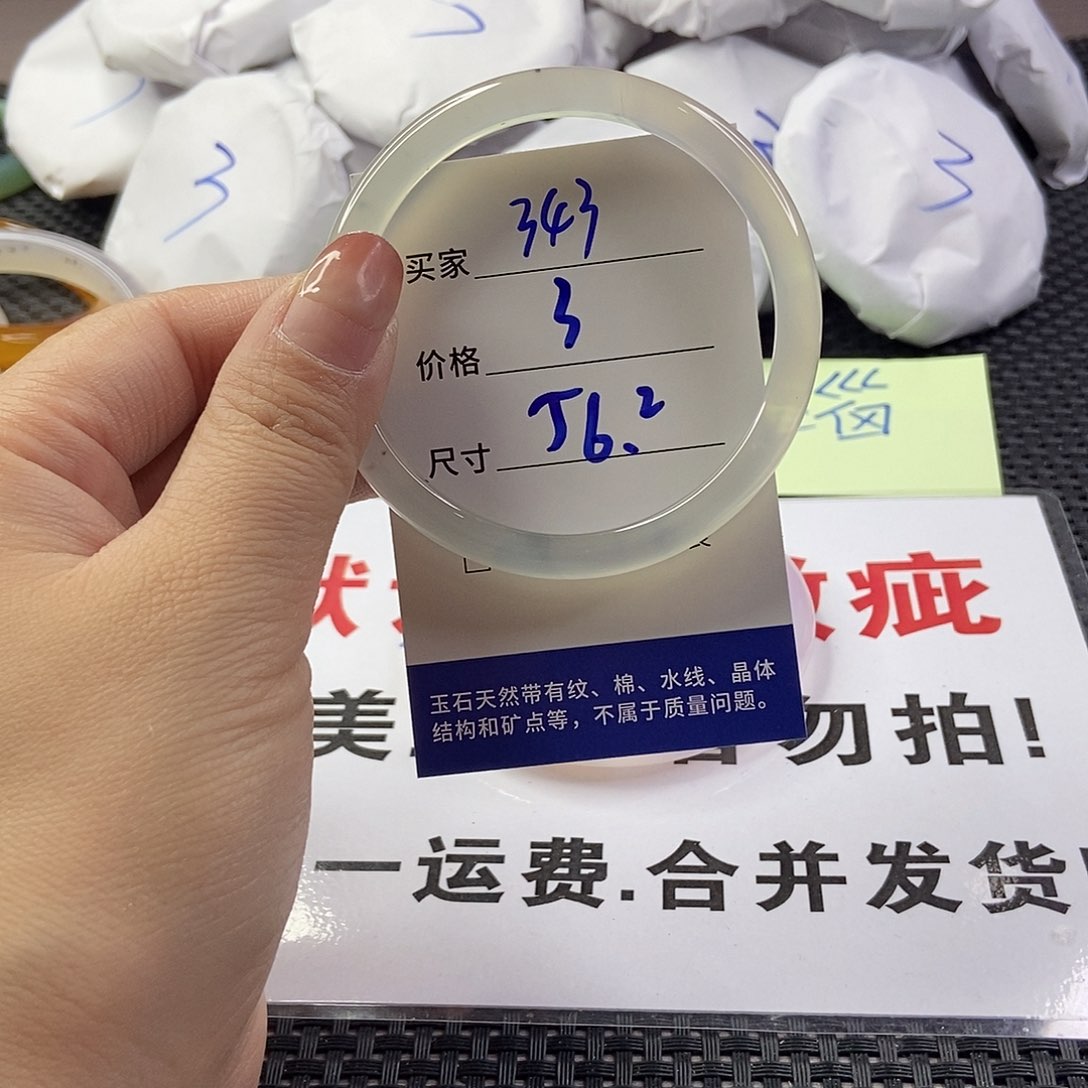 3
3
买家 343
价格 3
尺寸 56.2
玉石天然带有纹、棉、水线、晶体
结构和矿点等，不属于质量问题。
疵
美
勿拍!
一运费.合并发货